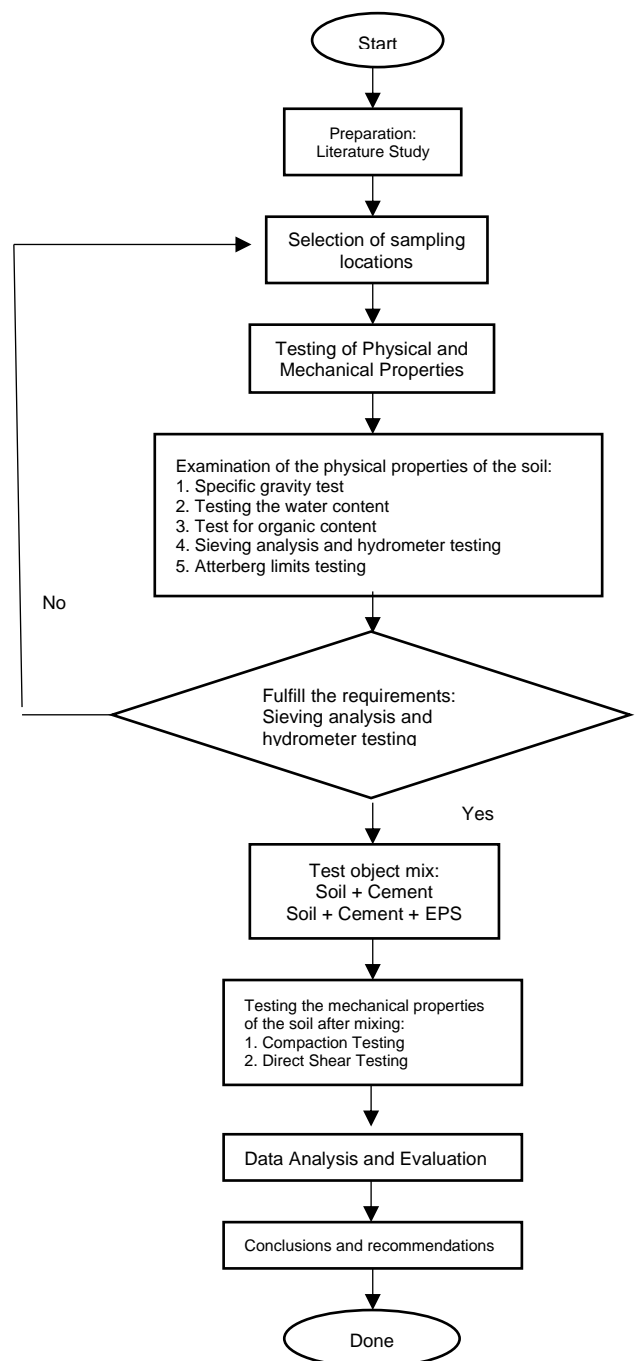 Start
Preparation:
Literature Study
Selection of sampling
locations
Testing of Physical and
Mechanical Properties
Examination of the physical properties of the soil:
1. Specific gravity test
2. Testing the water content
3. Test for organic content
4. Sieving analysis and hydrometer testing
5. Atterberg limits testing
No
Fulfill the requirements:
Sieving analysis and
hydrometer testing
Yes
Test object mix:
Soil + Cement
Soil + Cement + EPS
Testing the mechanical properties
of the soil after mixing:
1. Compaction Testing
2. Direct Shear Testing
Data Analysis and Evaluation
Conclusions and recommendations
Done